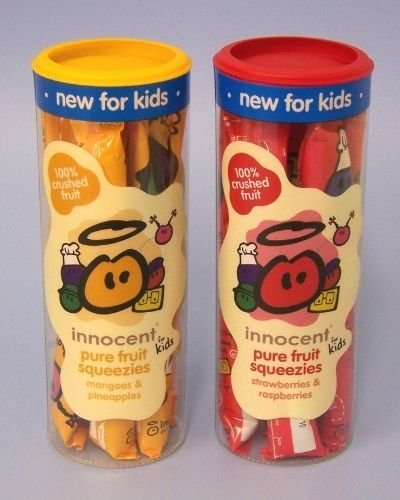 new for kids
100%
crushed
fruit
innocent®
for kids
pure fruit
squeezies
mangoes &
pineapples
new for kids
100%
crushed
fruit
innocent®
for kids
pure fruit
squeezies
strawberries &
raspberries